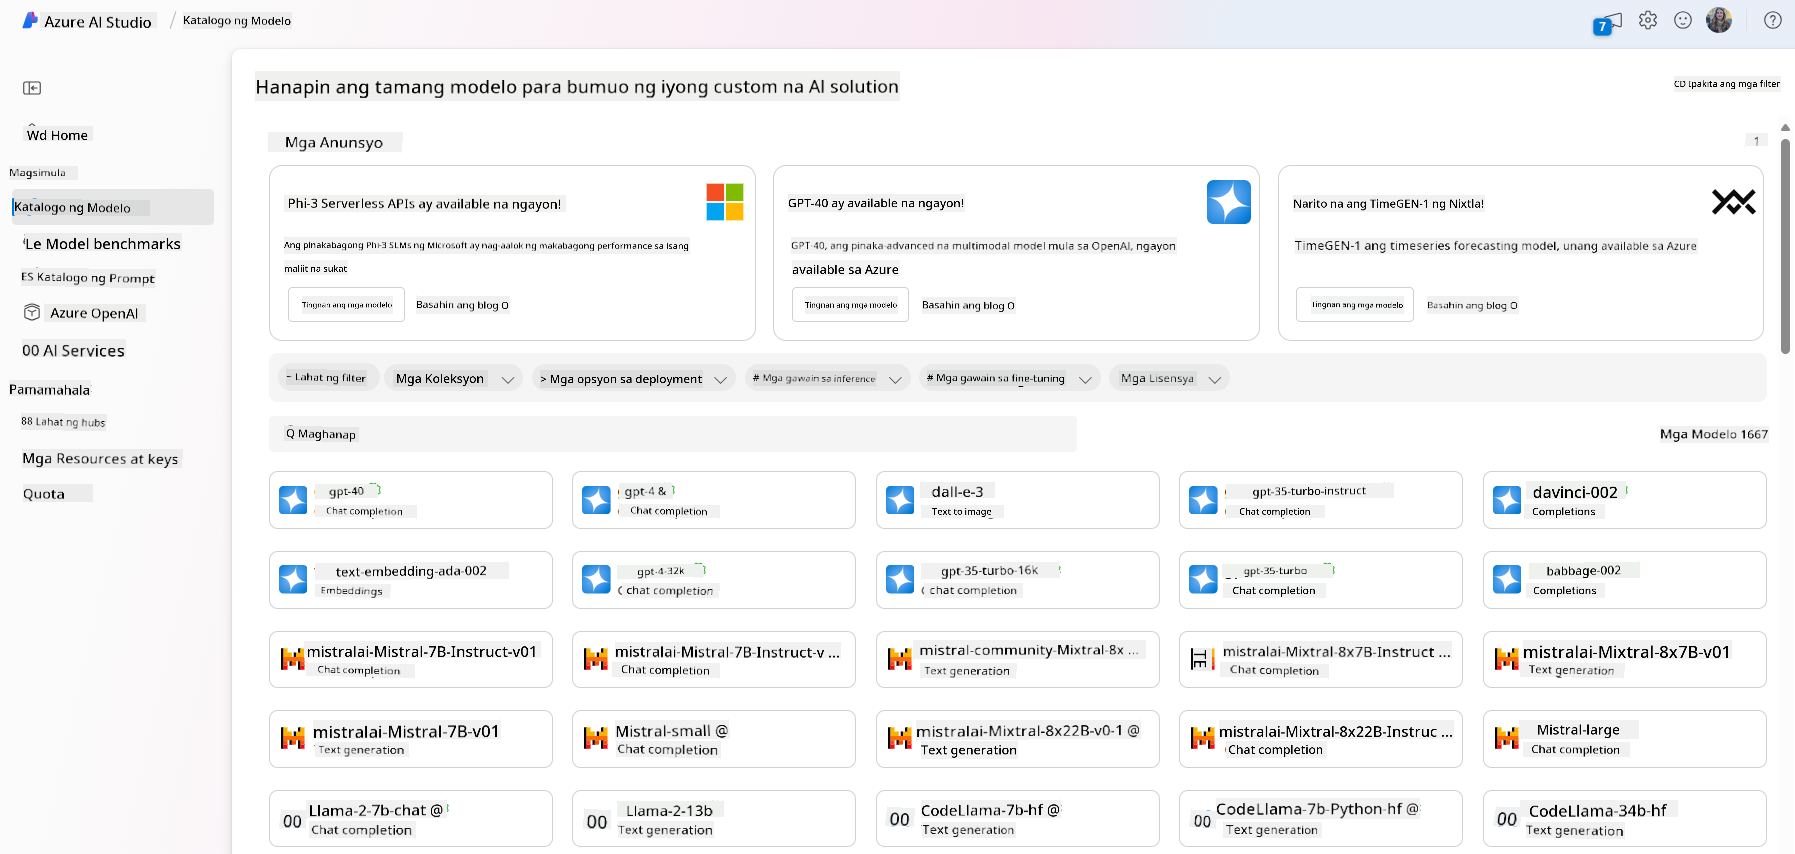 Azure AI Studio / Katalogo ng Modelo
7
Hanapin ang tamang modelo para bumuo ng iyong custom na AI solution
CD Ipakita ang mga filter
Wd Home
Magsimula
Katalogo ng Modelo
Le Model benchmarks
ES Katalogo ng Prompt
Azure OpenAI
00 AI Services
Pamamahala
88 Lahat ng hubs
Mga Resources at keys
Quota
Mga Anunsyo
1
Phi-3 Serverless APIs ay available na ngayon!
Ang pinakabagong Phi-3 SLMs ng Microsoft ay nag-aalok ng makabagong performance sa isang
maliit na sukat
Tingnan ang mga modelo Basahin ang blog O
GPT-40 ay available na ngayon!
GPT-40, ang pinaka-advanced na multimodal model mula sa OpenAI, ngayon
available sa Azure
Tingnan ang mga modelo Basahin ang blog O
Narito na ang TimeGEN-1 ng Nixtla!
TimeGEN-1 ang timeseries forecasting model, unang available sa Azure
Tingnan ang mga modelo Basahin ang blog O
~ Lahat ng filter Mga Koleksyon > Mga opsyon sa deployment # Mga gawain sa inference # Mga gawain sa fine-tuning Mga Lisensya
Q Maghanap
Mga Modelo 1667
gpt-40
Chat completion
gpt-4 &
Chat completion
dall-e-3
Text to image
gpt-35-turbo-instruct
Chat completion
davinci-002
Completions
text-embedding-ada-002
Embeddings
gpt-4-32k
chat completion
gpt-35-turbo-16k
chat completion
gpt-35-turbo
Chat completion
babbage-002
Completions
mistralai-Mistral-7B-Instruct-v01
Chat completion
mistralai-Mistral-7B-Instruct-v ...
Chat completion
mistral-community-Mixtral-8x ...
Text generation
mistralai-Mixtral-8x7B-Instruct ...
Chat completion
mistralai-Mixtral-8x7B-v01
Text generation
mistralai-Mistral-7B-v01
Text generation
Mistral-small @
Chat completion
mistralai-Mixtral-8x22B-v0-1 @
Text generation
mistralai-Mixtral-8x22B-Instruc ...
Chat completion
Mistral-large
Chat completion
00 Llama-2-7b-chat @
Chat completion
00 Llama-2-13b
Text generation
00 CodeLlama-7b-hf @
Text generation
00 CodeLlama-7b-Python-hf @
Text generation
00 CodeLlama-34b-hf
Text generation